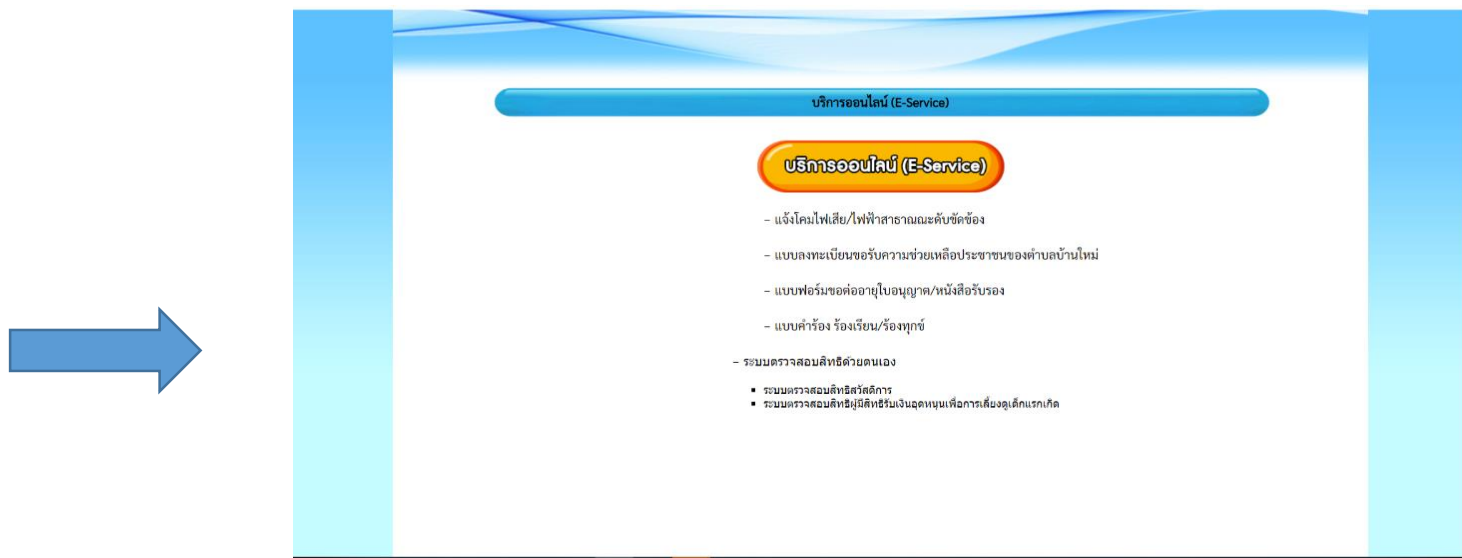 บริการออนไลน์ (E-Service)
บริการออนไลน์ (E-Service)
– แจ้งโคมไฟเสีย/ไฟฟ้าสาธาณณะดับขัดข้อง
– แบบลงทะเบียนขอรับความช่วยเหลือประชาชนของตำบลบ้านใหม่
– แบบฟอร์มขอต่ออายุใบอนุญาต/หนังสือรับรอง
– แบบคำร้อง ร้องเรียน/ร้องทุกข์
– ระบบตรวจสอบสิทธิด้วยตนเอง
▪ ระบบตรวจสอบสิทธิสวัสดิการ
▪ ระบบตรวจสอบสิทธิผู้มีสิทธิรับเงินอุดหนุนเพื่อการเลี้ยงดูเด็กแรกเกิด